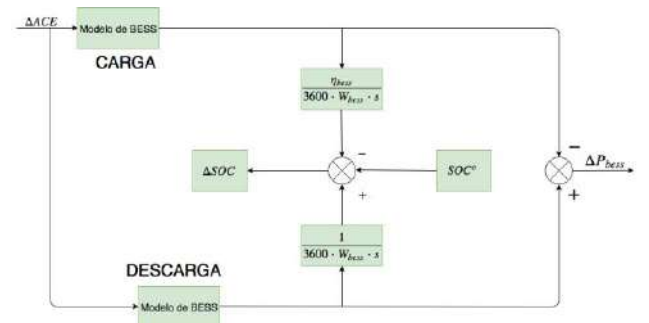 ΔACE
Modelo de BESS
CARGA
η_bess
3600 · W_bess · s
−
−
ΔSOC
SOC°
ΔP_bess
+
+
1
3600 · W_bess · s
DESCARGA
Modelo de BESS